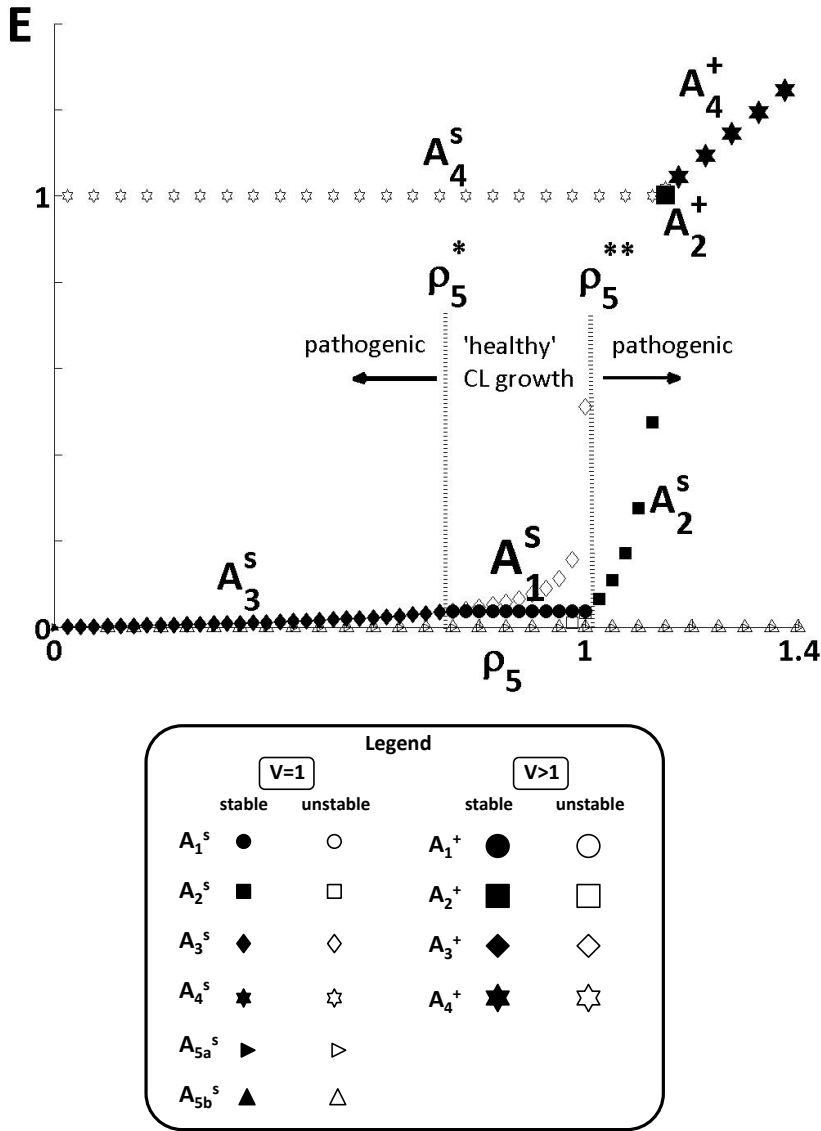 E
A₄⁺
A₄ˢ
1
A₂⁺
ρ₅*
ρ₅**
pathogenic
'healthy'
CL growth
pathogenic
A₂ˢ
A₃ˢ
A₁ˢ
0
0
ρ₅
1
1.4
Legend
V=1
V>1
stable unstable
stable unstable
A₁ˢ
A₁⁺
A₂ˢ
A₂⁺
A₃ˢ
A₃⁺
A₄ˢ
A₄⁺
A₅ₐˢ
A₅bˢ